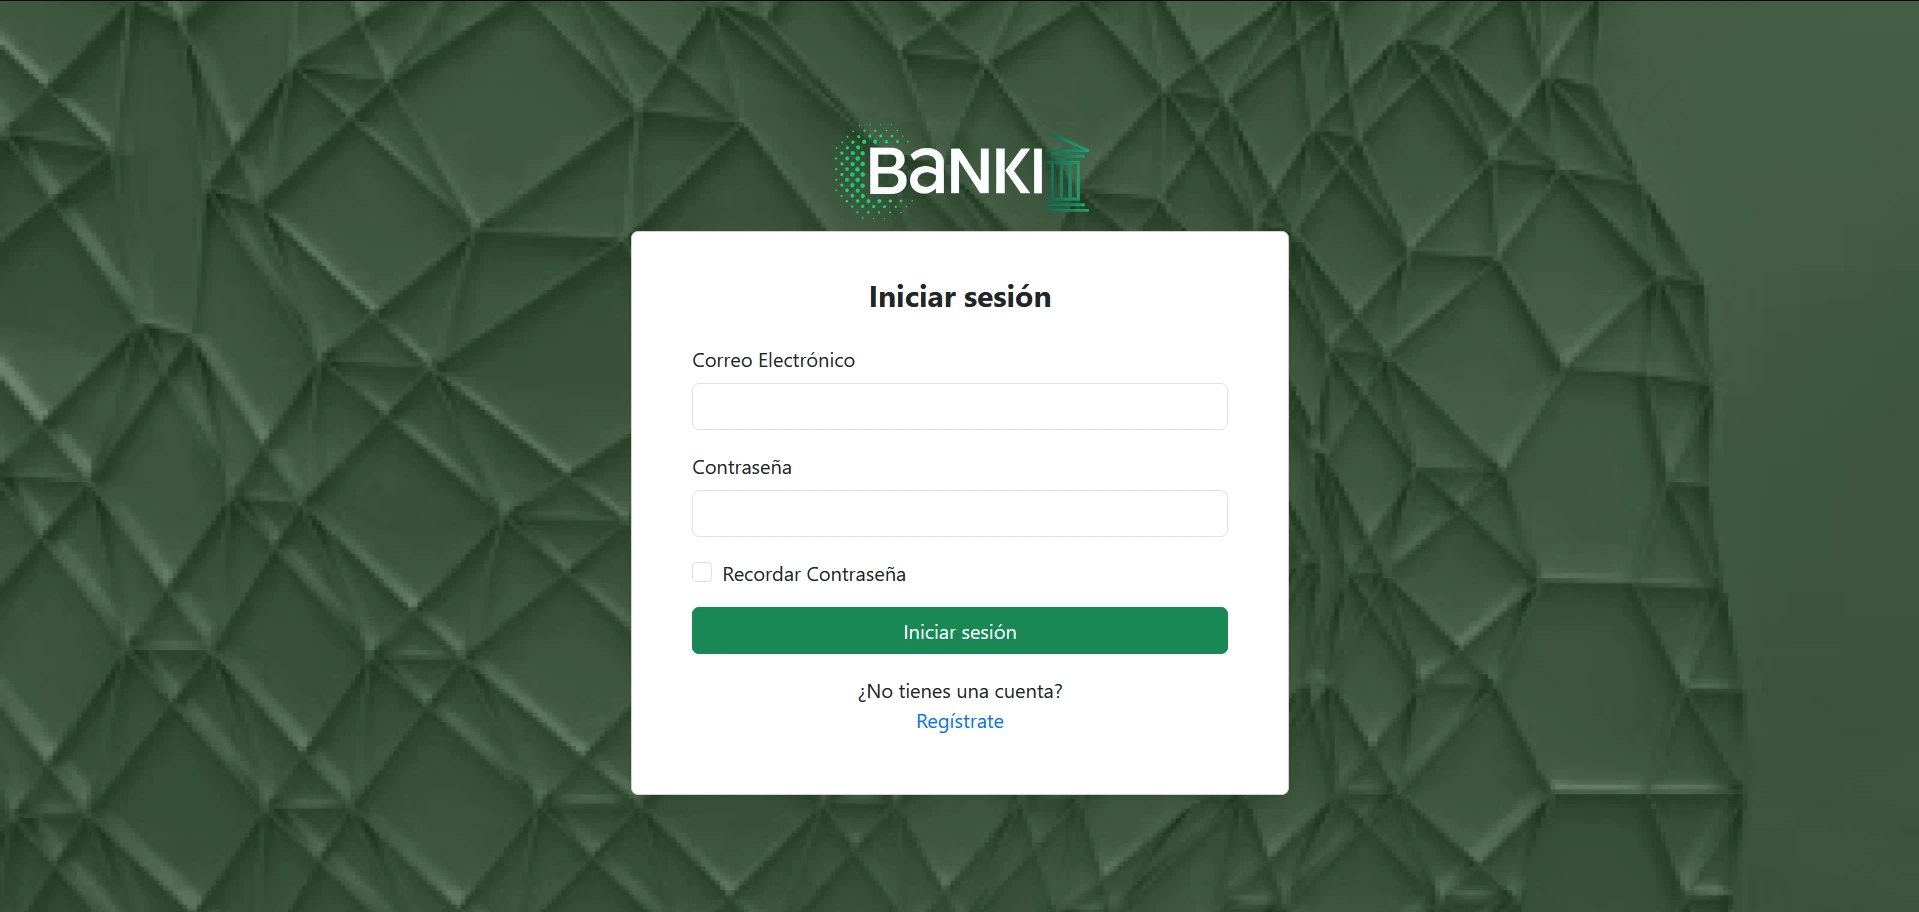 BaNKI
Iniciar sesión
Correo Electrónico
Contraseña
Recordar Contraseña
Iniciar sesión
¿No tienes una cuenta?
Regístrate